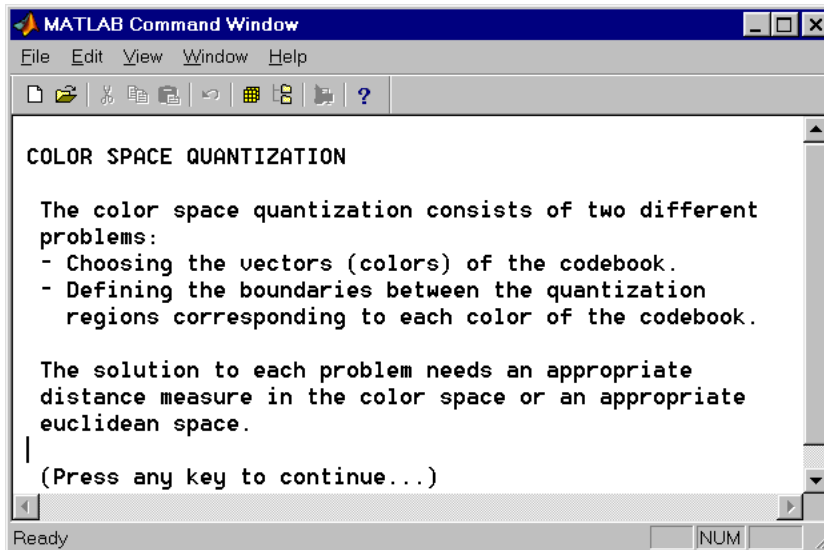 MATLAB Command Window
File Edit View Window Help
?
COLOR SPACE QUANTIZATION
The color space quantization consists of two different
problems:
- Choosing the vectors (colors) of the codebook.
- Defining the boundaries between the quantization
regions corresponding to each color of the codebook.
The solution to each problem needs an appropriate
distance measure in the color space or an appropriate
euclidean space.
(Press any key to continue...)
Ready NUM